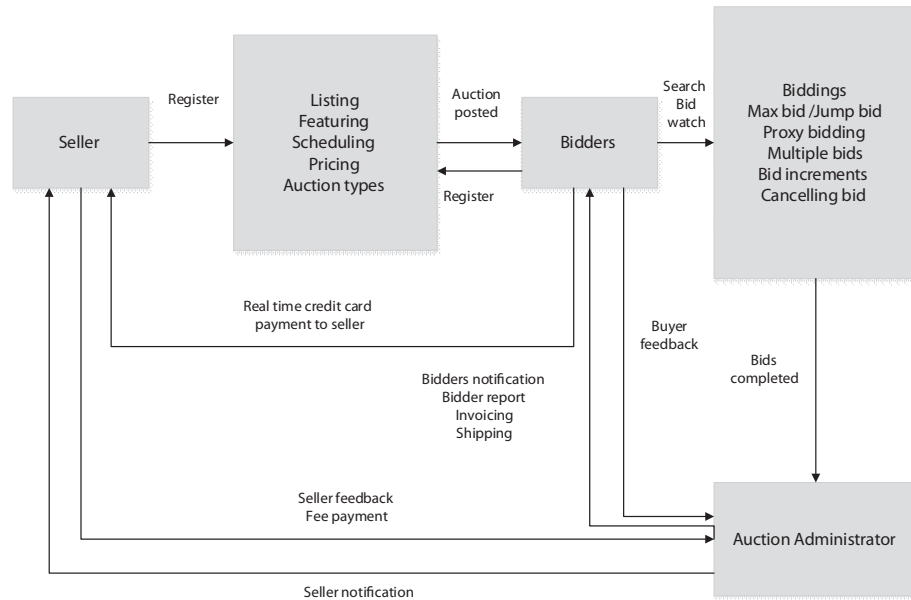 Seller
Register
Listing
Featuring
Scheduling
Pricing
Auction types
Auction
posted
Register
Bidders
Search
Bid
watch
Biddings
Max bid /Jump bid
Proxy bidding
Multiple bids
Bid increments
Cancelling bid
Real time credit card
payment to seller
Buyer
feedback
Bids
completed
Bidders notification
Bidder report
Invoicing
Shipping
Seller feedback
Fee payment
Auction Administrator
Seller notification